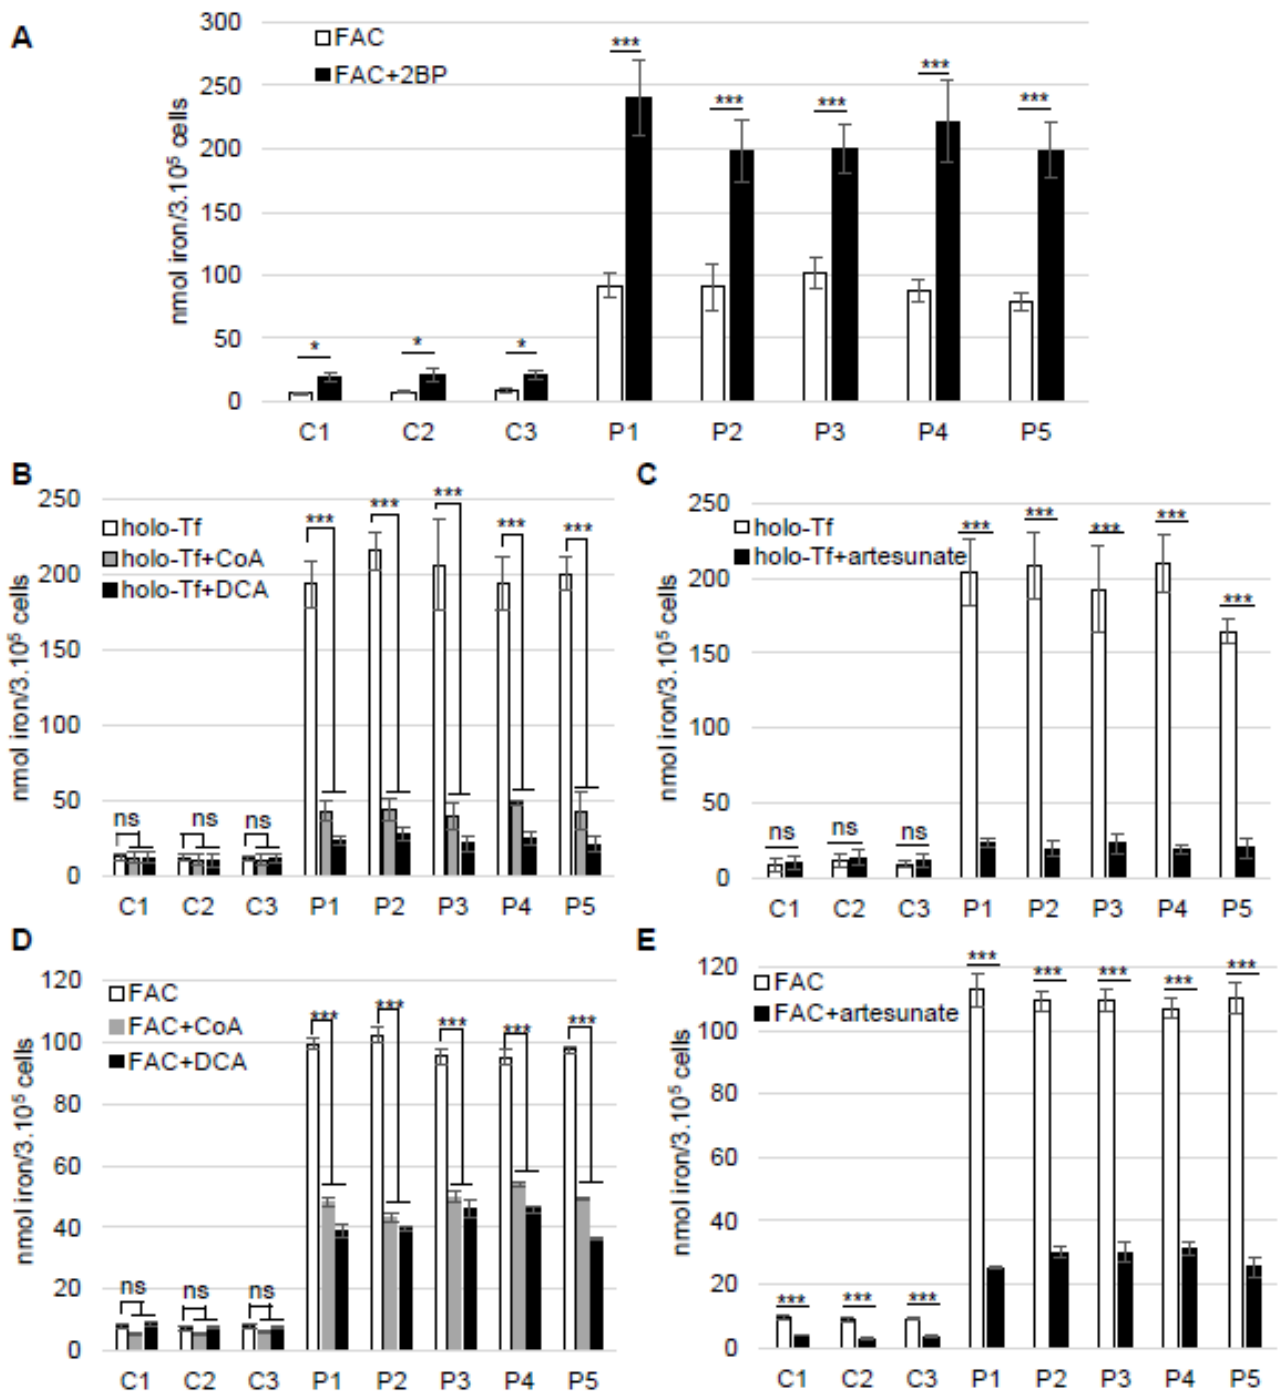 A
FAC
FAC+2BP
nmol iron/3.10⁵ cells
300
250
200
150
100
50
0
* * * *** *** *** *** ***
C1 C2 C3 P1 P2 P3 P4 P5
B
holo-Tf
holo-Tf+CoA
holo-Tf+DCA
nmol iron/3.10⁵ cells
250
200
150
100
50
0
ns ns ns *** *** *** *** ***
C1 C2 C3 P1 P2 P3 P4 P5
C
holo-Tf
holo-Tf+artesunate
nmol iron/3.10⁵ cells
250
200
150
100
50
0
ns ns ns *** *** *** *** ***
C1 C2 C3 P1 P2 P3 P4 P5
D
FAC
FAC+CoA
FAC+DCA
nmol iron/3.10⁵ cells
120
100
80
60
40
20
0
ns ns ns *** *** *** *** ***
C1 C2 C3 P1 P2 P3 P4 P5
E
FAC
FAC+artesunate
nmol iron/3.10⁵ cells
120
100
80
60
40
20
0
*** *** *** *** *** *** *** ***
C1 C2 C3 P1 P2 P3 P4 P5